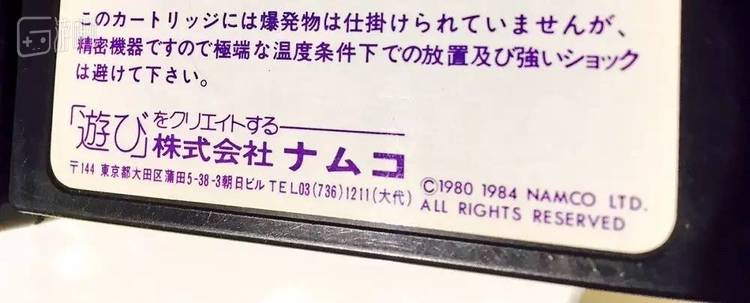 このカートリッジには爆発物は仕掛けられていませんが、
精密機器ですので極端な温度条件下での放置及び強いショック
は避けて下さい。
「遊び」をクリエイトする
株式会社 ナムコ
〒144 東京都大田区蒲田5-38-3朝日ビル TEL03(736)1211(大代)
©1980 1984 NAMCO LTD.
ALL RIGHTS RESERVED